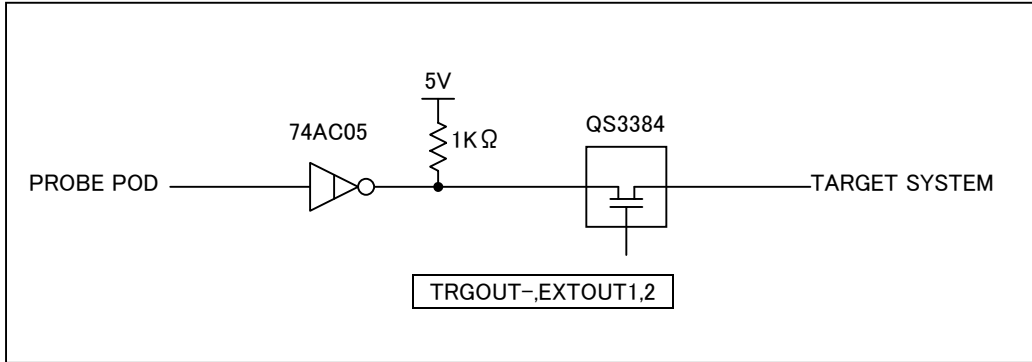 5V
74AC05
1KΩ
QS3384
PROBE POD
TARGET SYSTEM
TRGOUT-,EXTOUT1,2